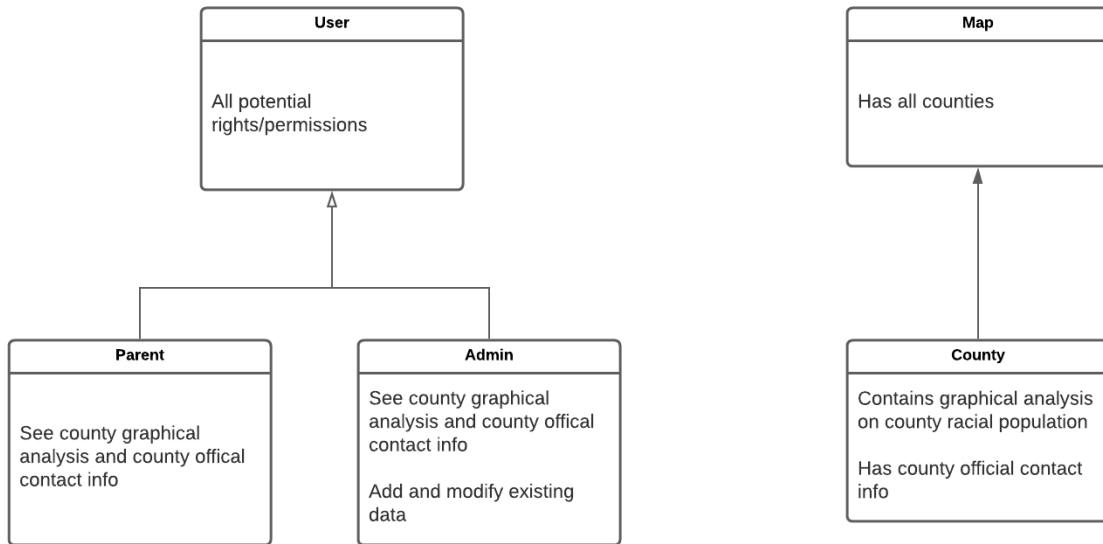 User
All potential
rights/permissions
Map
Has all counties
Parent
See county graphical
analysis and county offical
contact info
Admin
See county graphical
analysis and county offical
contact info
Add and modify existing
data
County
Contains graphical analysis
on county racial population
Has county official contact
info